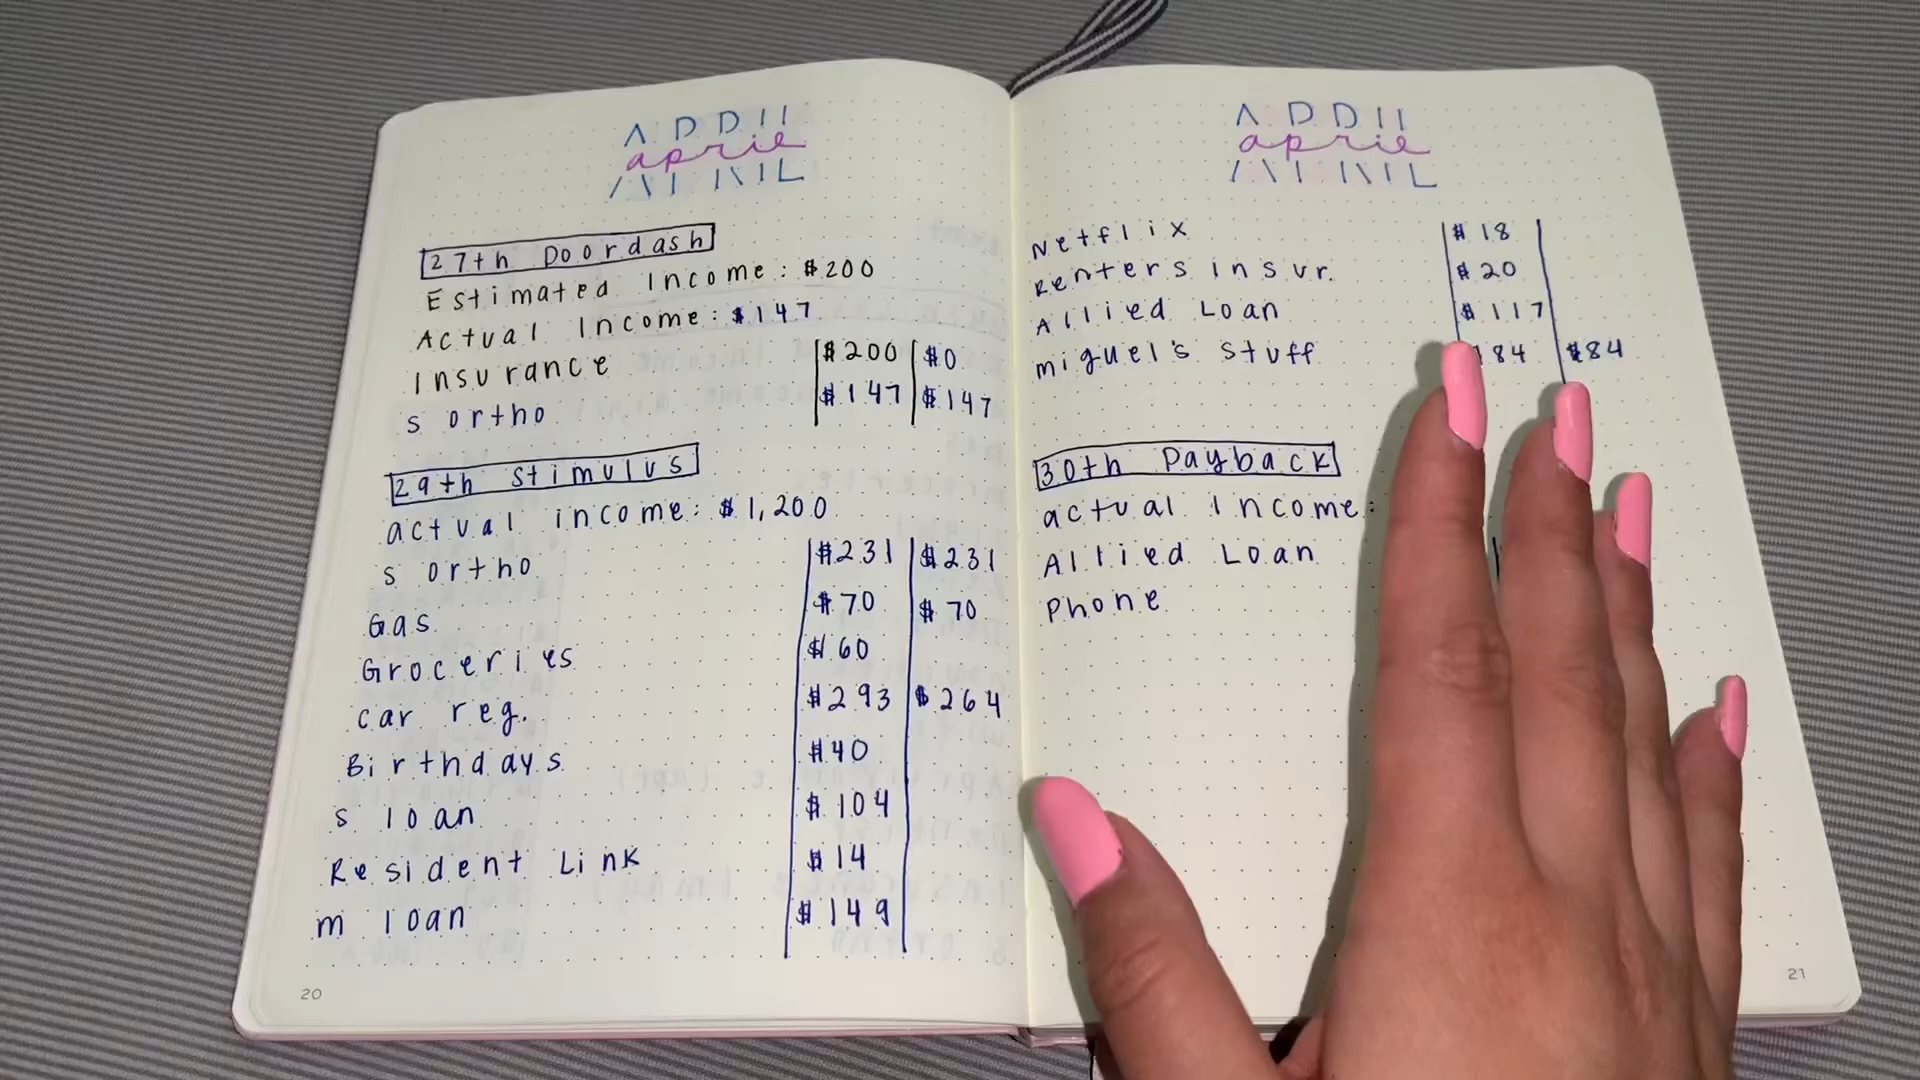 april
APRIL
27th Doordash
Estimated Income: $200
Actual Income: $147
Insurance $200 $0
s ortho $147 $147
29th Stimulus
actual income: $1,200
s ortho $231 $231
Gas $70 $70
Groceries $60
car reg. $293 $264
Birthdays $40
s loan $104
Resident Link $14
m loan $149
20
april
APRIL
Netflix $18
Renters insur. $20
Allied Loan $117
miguel's stuff 184 $84
30th Payback
actual Income:
Allied Loan
Phone
21